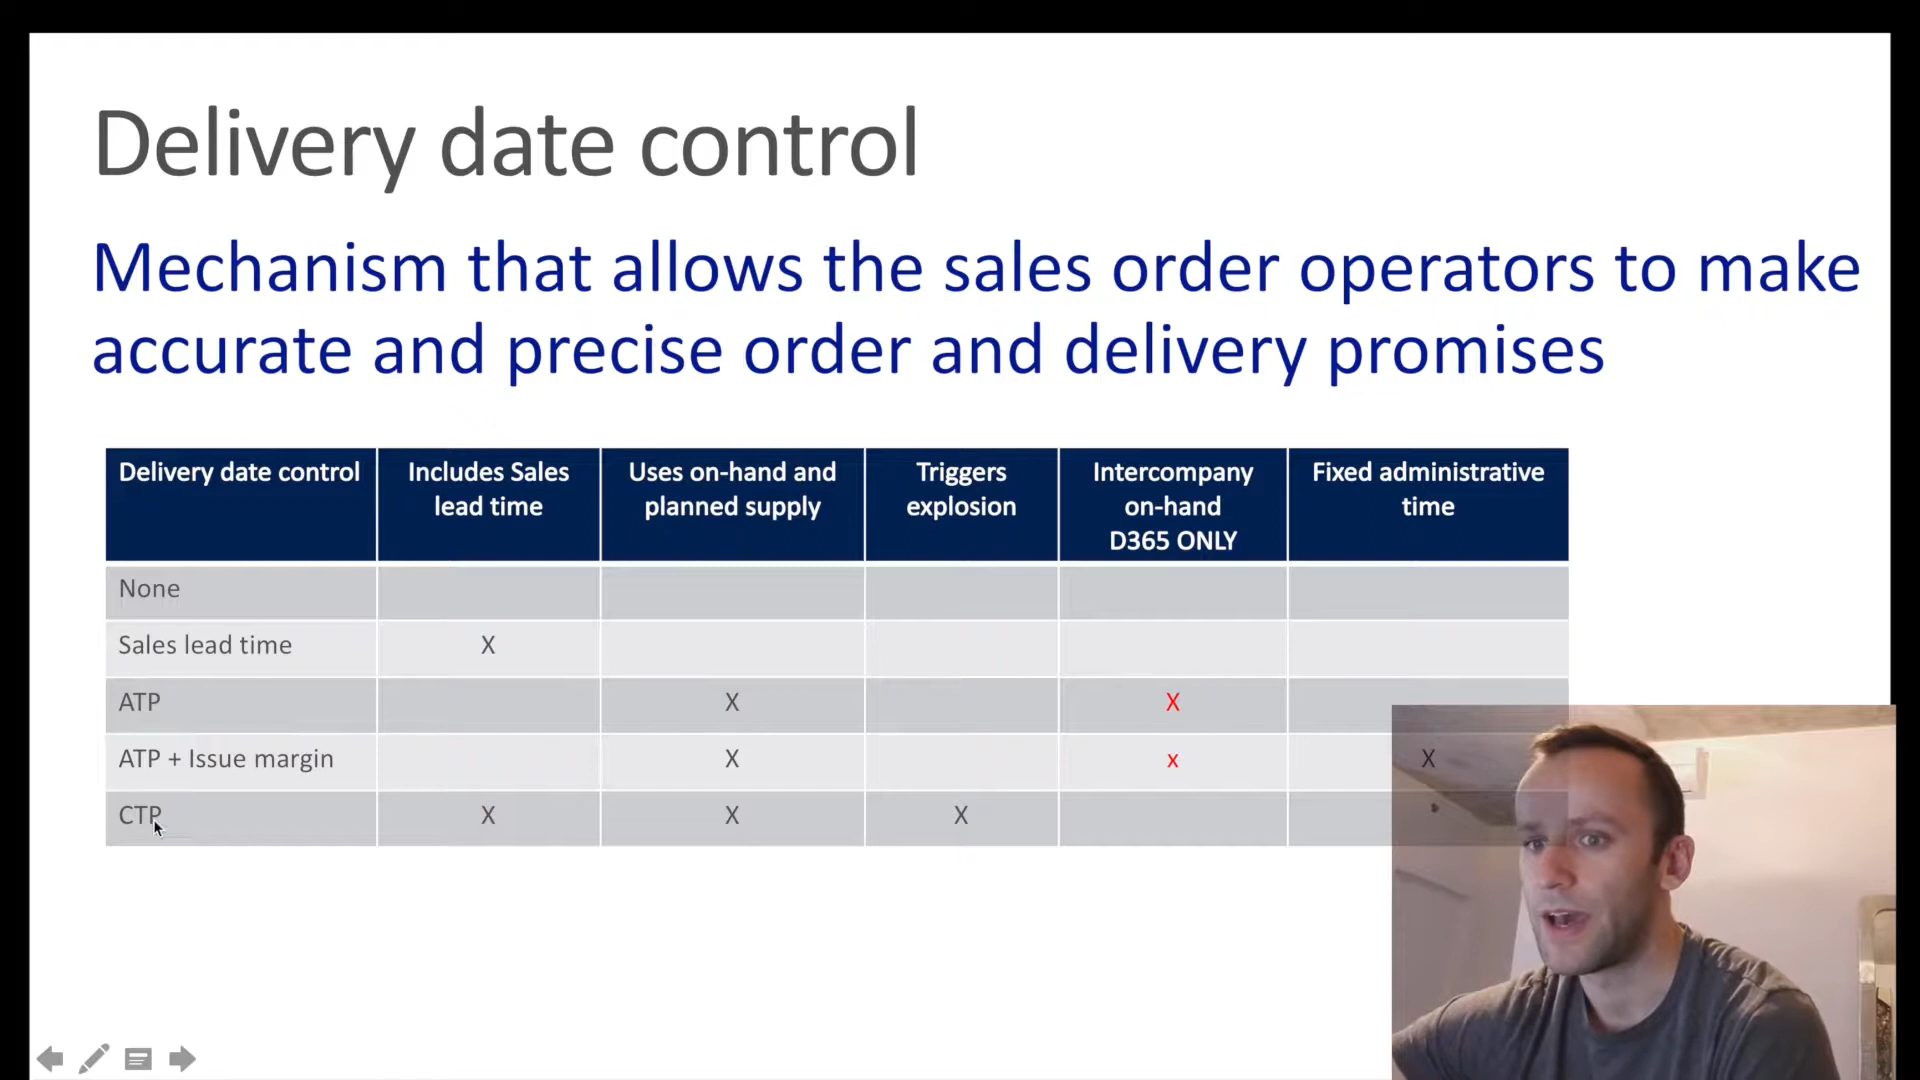 Delivery date control
Mechanism that allows the sales order operators to make
accurate and precise order and delivery promises
Delivery date control Includes Sales lead time Uses on-hand and planned supply Triggers explosion Intercompany on-hand D365 ONLY Fixed administrative time
None
Sales lead time X
ATP X X
ATP + Issue margin X x X
CTP X X X